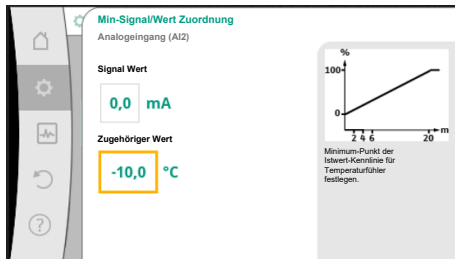 Min-Signal/Wert Zuordnung
Analogeingang (AI2)
Signal Wert
0,0 mA
Zugehöriger Wert
-10,0 °C
%
100
0
2 4 6 20 m
Minimum-Punkt der
Istwert-Kennlinie für
Temperaturfühler
festlegen.
?